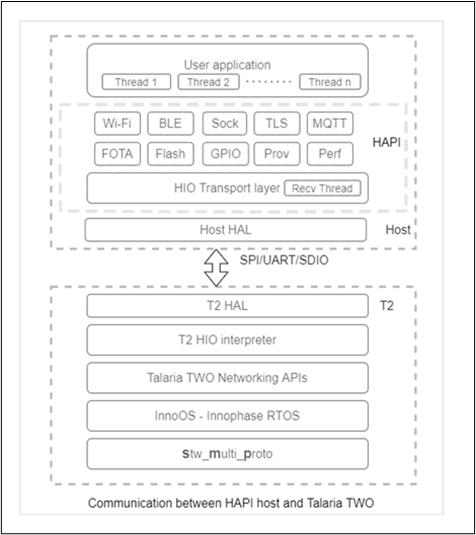 User application
Thread 1 Thread 2 ········ Thread n
Wi-Fi BLE Sock TLS MQTT
HAPI
FOTA Flash GPIO Prov Perf
HIO Transport layer Recv Thread
Host HAL Host
SPI/UART/SDIO
T2 HAL T2
T2 HIO interpreter
Talaria TWO Networking APIs
InnoOS - Innophase RTOS
stw_multi_proto
Communication between HAPI host and Talaria TWO